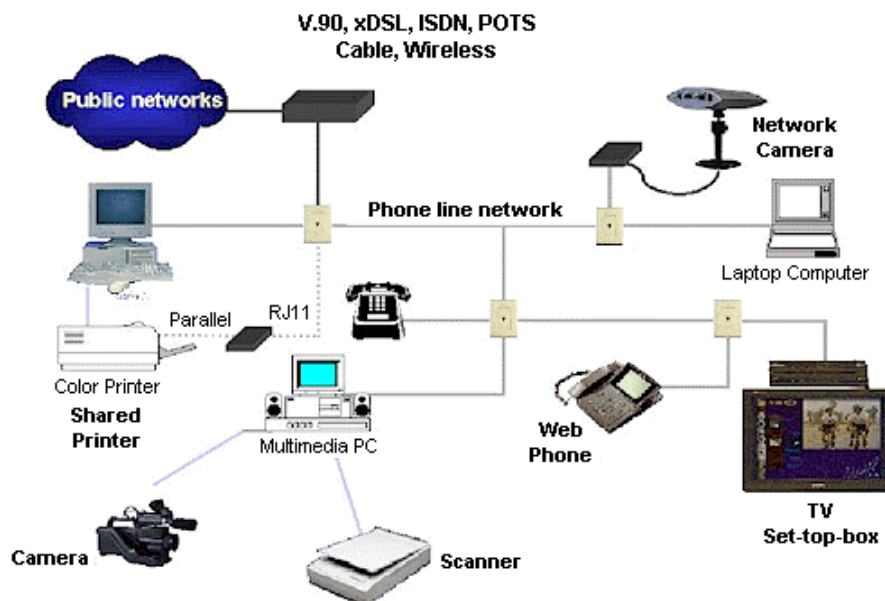 V.90, xDSL, ISDN, POTS
Cable, Wireless
Public networks
Network
Camera
Phone line network
Laptop Computer
Parallel
RJ11
Color Printer
Shared
Printer
Multimedia PC
Web
Phone
TV
Set-top-box
Camera
Scanner